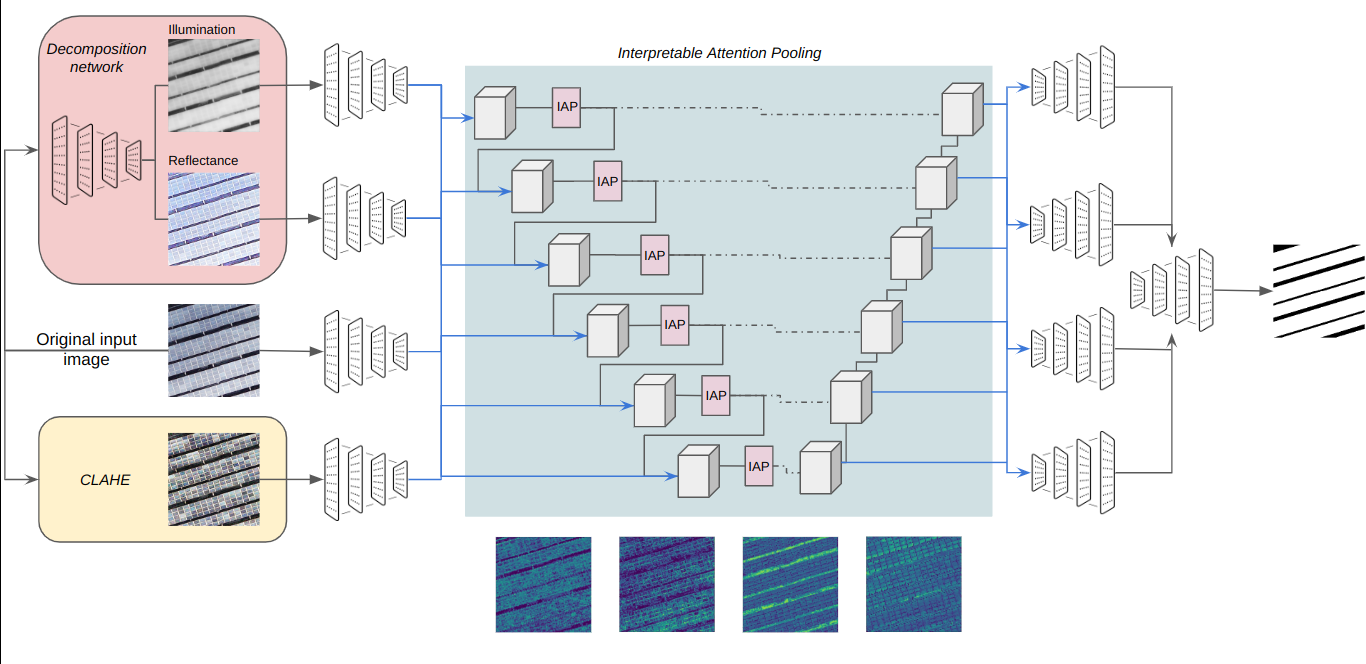 Illumination
Decomposition
network
Reflectance
Original input
image
CLAHE
Interpretable Attention Pooling
IAP
IAP
IAP
IAP
IAP
IAP